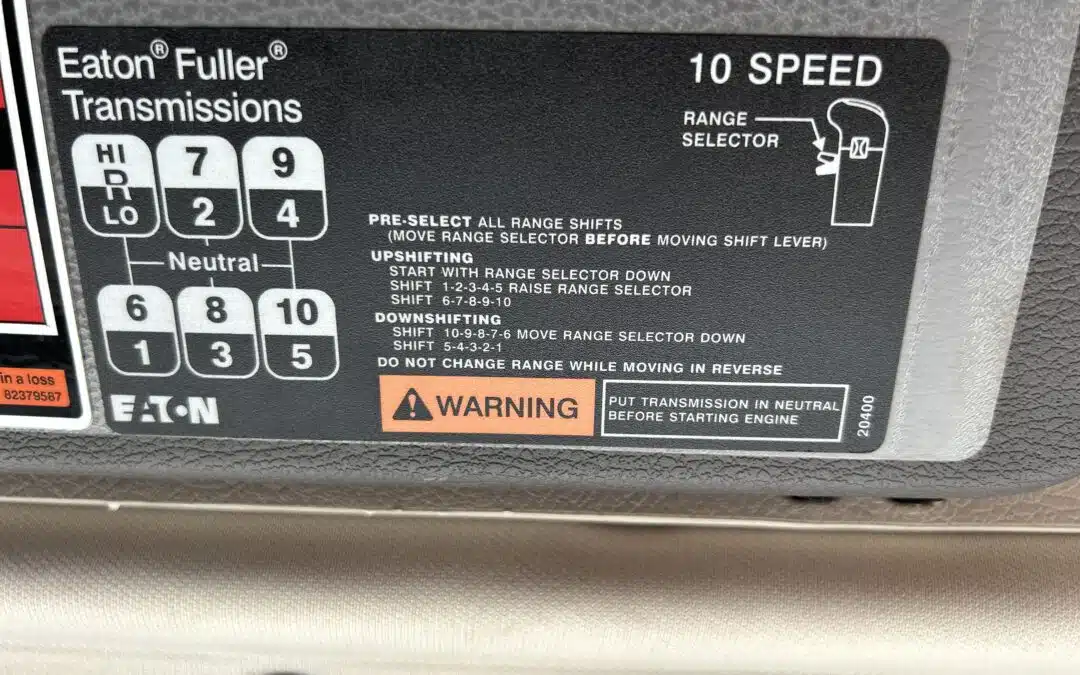 Eaton® Fuller®
Transmissions
10 SPEED
RANGE
SELECTOR
HI
R
LO
7
2
9
4
Neutral
6
1
8
3
10
5
PRE-SELECT ALL RANGE SHIFTS
(MOVE RANGE SELECTOR BEFORE MOVING SHIFT LEVER)
UPSHIFTING
START WITH RANGE SELECTOR DOWN
SHIFT 1-2-3-4-5 RAISE RANGE SELECTOR
SHIFT 6-7-8-9-10
DOWNSHIFTING
SHIFT 10-9-8-7-6 MOVE RANGE SELECTOR DOWN
SHIFT 5-4-3-2-1
DO NOT CHANGE RANGE WHILE MOVING IN REVERSE
WARNING
PUT TRANSMISSION IN NEUTRAL
BEFORE STARTING ENGINE
20400
EATON
in a loss
82379587